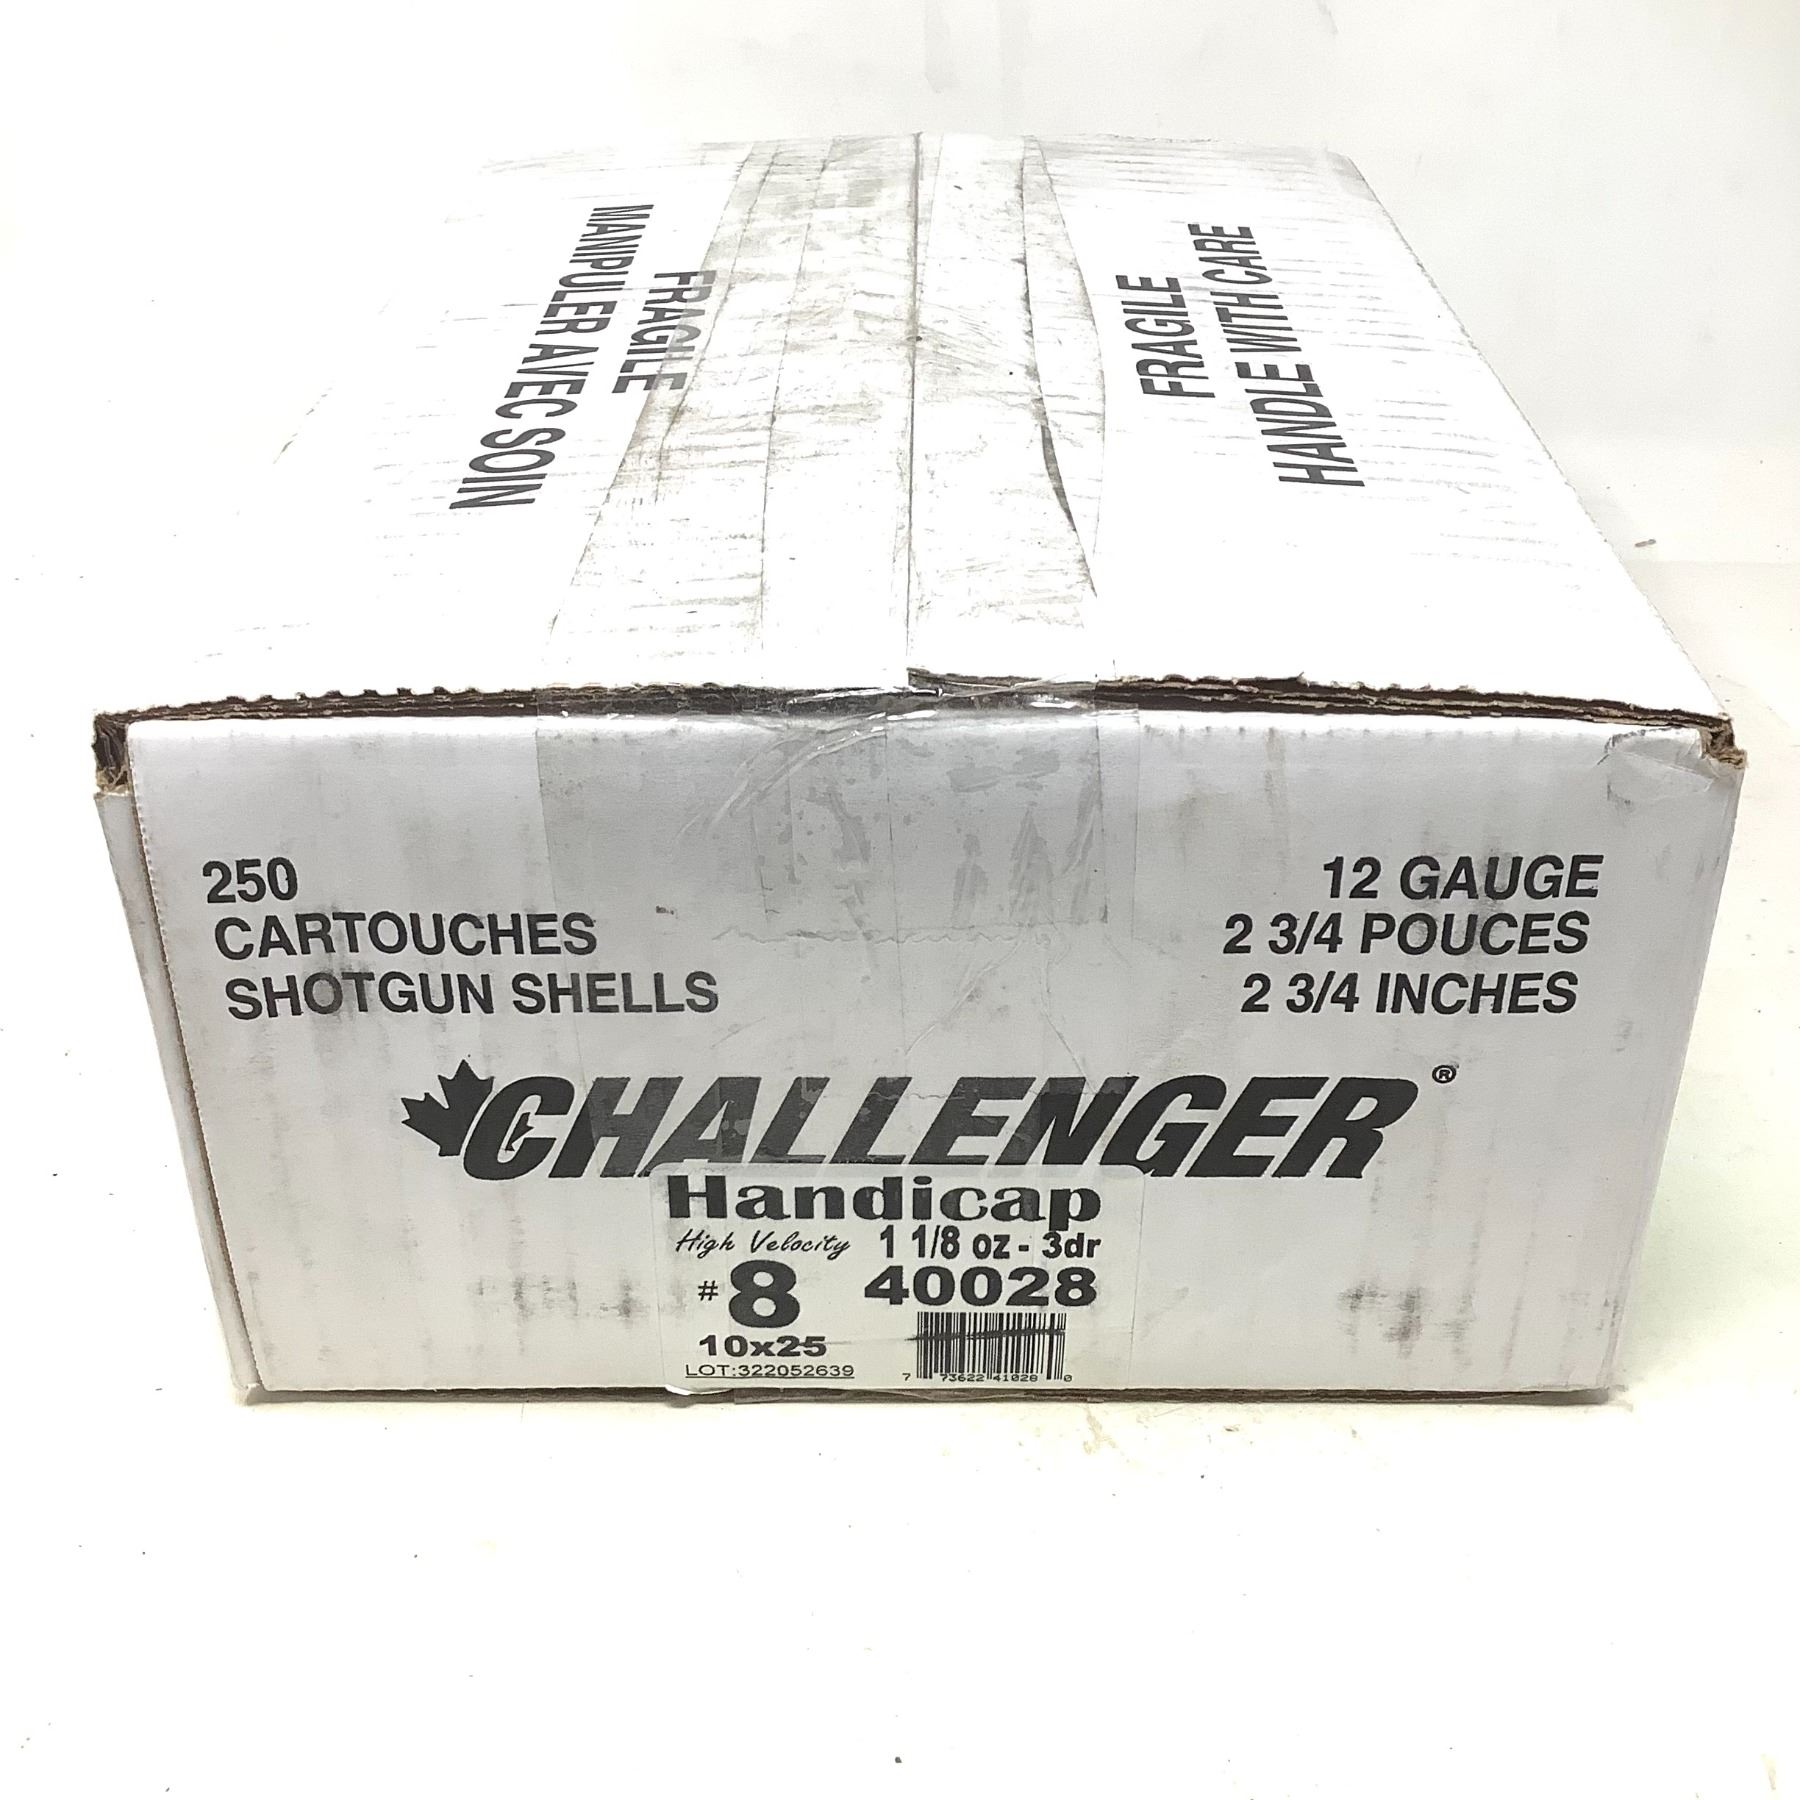 FRAGILE
MANIPULER AVEC SOIN
FRAGILE
HANDLE WITH CARE
250
CARTOUCHES
SHOTGUN SHELLS
12 GAUGE
2 3/4 POUCES
2 3/4 INCHES
CHALLENGER®
Handicap
High Velocity 1 1/8 oz - 3dr
#8 40028
10x25
LOT:322052639
7 73622 41028 0